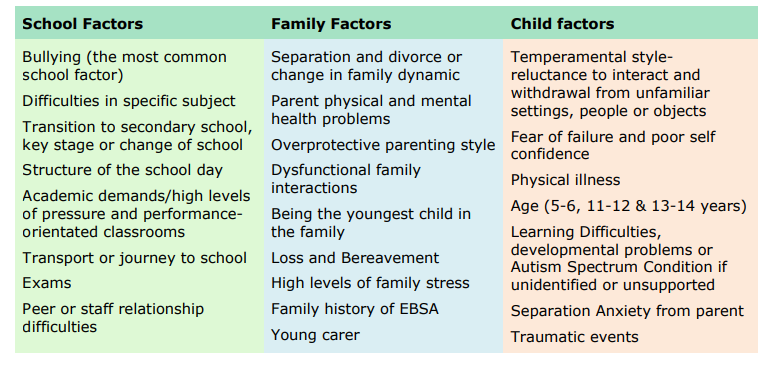 School Factors
Bullying (the most common
school factor)
Difficulties in specific subject
Transition to secondary school,
key stage or change of school
Structure of the school day
Academic demands/high levels
of pressure and performance-
orientated classrooms
Transport or journey to school
Exams
Peer or staff relationship
difficulties
Family Factors
Separation and divorce or
change in family dynamic
Parent physical and mental
health problems
Overprotective parenting style
Dysfunctional family
interactions
Being the youngest child in
the family
Loss and Bereavement
High levels of family stress
Family history of EBSA
Young carer
Child factors
Temperamental style-
reluctance to interact and
withdrawal from unfamiliar
settings, people or objects
Fear of failure and poor self
confidence
Physical illness
Age (5-6, 11-12 & 13-14 years)
Learning Difficulties,
developmental problems or
Autism Spectrum Condition if
unidentified or unsupported
Separation Anxiety from parent
Traumatic events